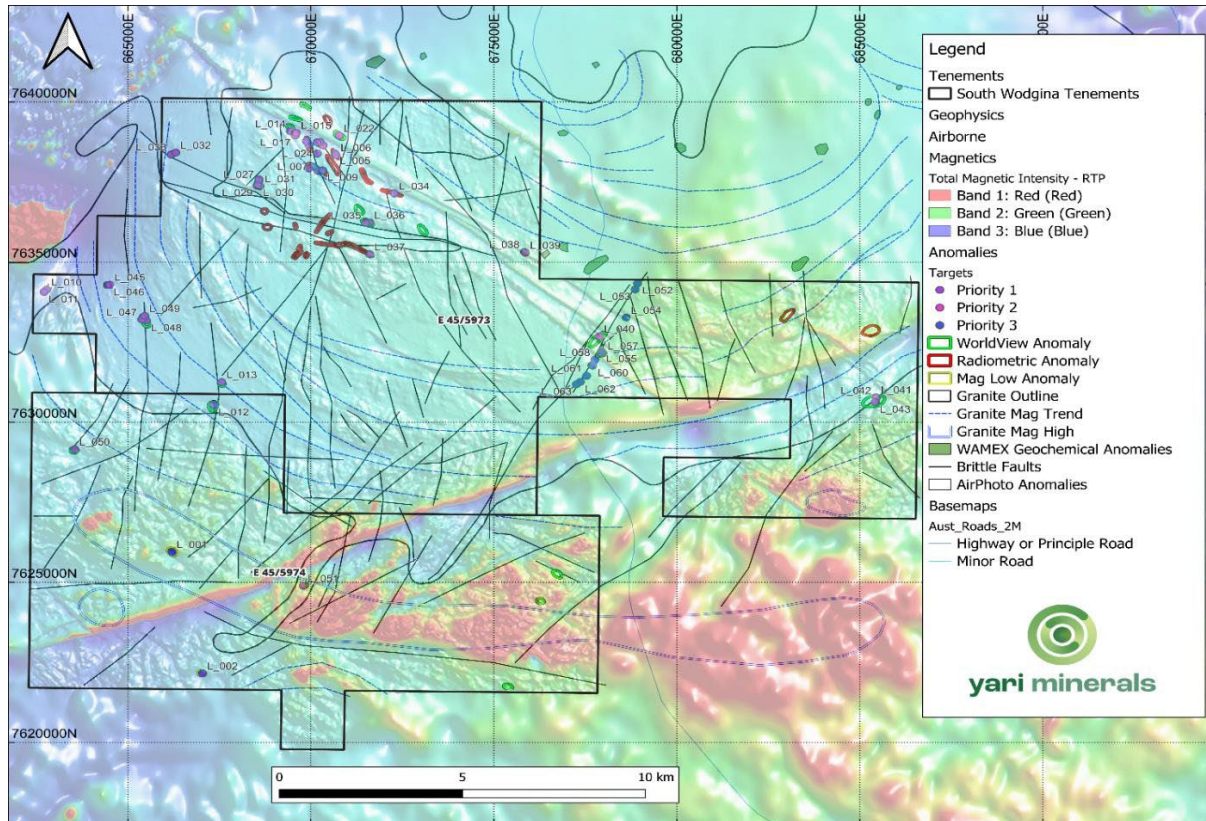 665000E
670000E
675000E
680000E
685000E
7640000N
L_014
L_015
L_022
L_017
L_032
L_024
L_006
L_005
L_007
L_009
L_027
L_031
L_029
L_030
L_034
L_035
L_036
7635000N
L_037
L_038
L_039
L_010
L_011
L_045
L_046
L_047
L_049
L_048
L_052
L_053
L_054
E 45/5973
L_040
L_057
L_058
L_055
L_061
L_060
L_063
L_062
L_013
L_012
L_042
L_041
L_043
7630000N
L_050
L_001
7625000N
E 45/5974
L_051
L_002
7620000N
0
5
10 km
Legend
Tenements
South Wodgina Tenements
Geophysics
Airborne
Magnetics
Total Magnetic Intensity - RTP
Band 1: Red (Red)
Band 2: Green (Green)
Band 3: Blue (Blue)
Anomalies
Targets
Priority 1
Priority 2
Priority 3
WorldView Anomaly
Radiometric Anomaly
Mag Low Anomaly
Granite Outline
Granite Mag Trend
Granite Mag High
WAMEX Geochemical Anomalies
Brittle Faults
AirPhoto Anomalies
Basemaps
Aust_Roads_2M
Highway or Principle Road
Minor Road
yari minerals